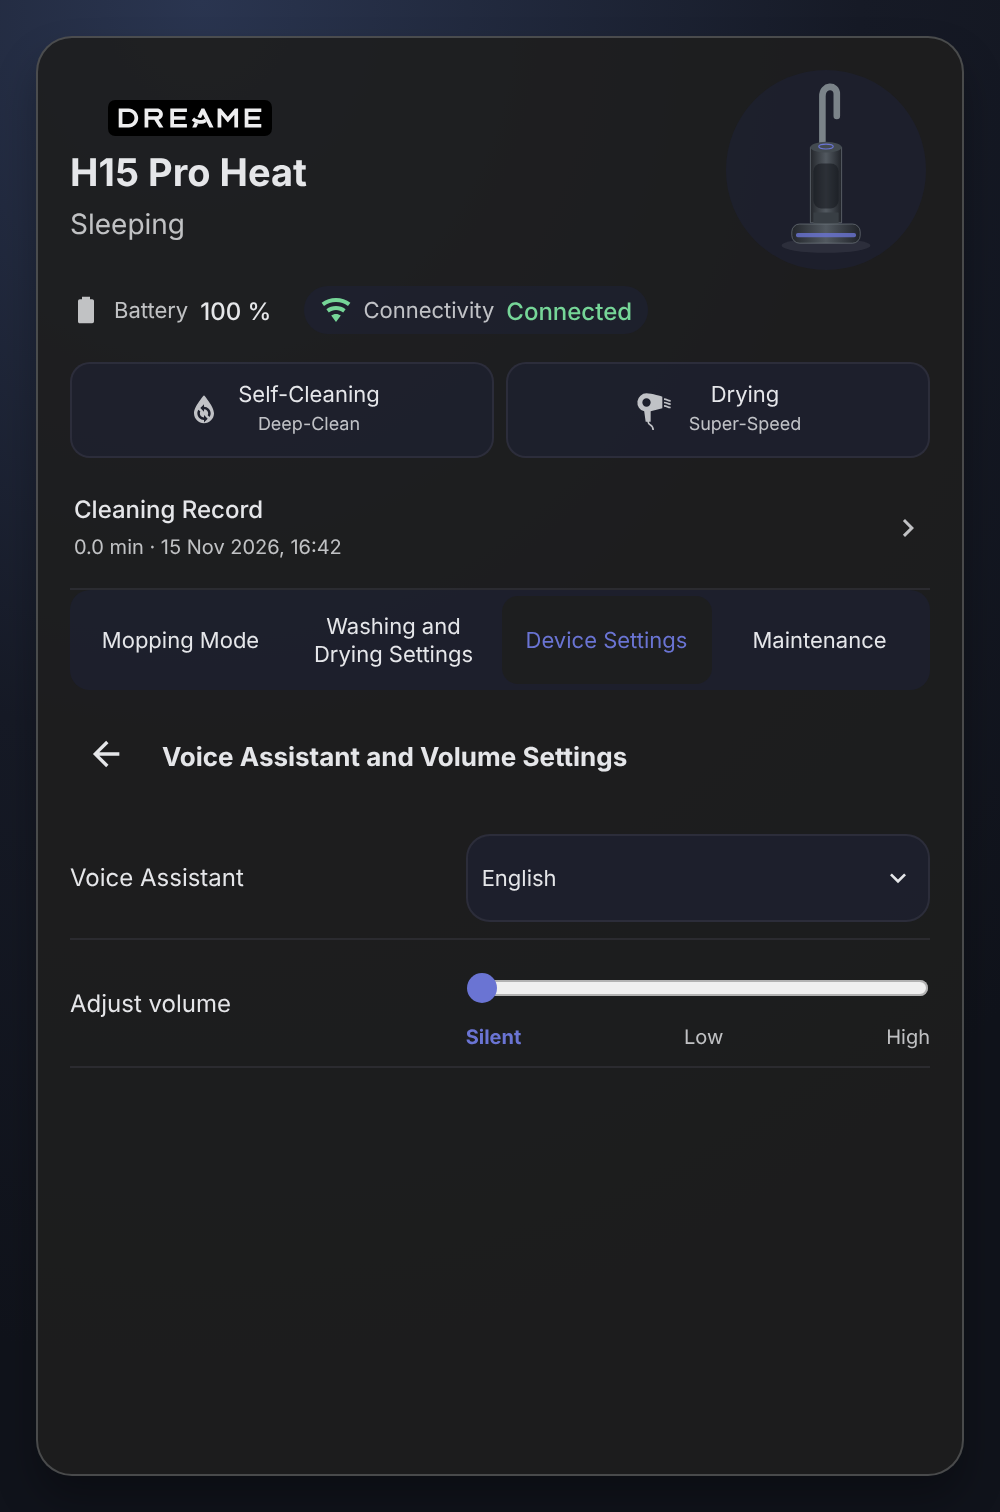 DREAME
H15 Pro Heat
Sleeping
Battery 100 % Connectivity Connected
Self-Cleaning
Deep-Clean
Drying
Super-Speed
Cleaning Record
0.0 min · 15 Nov 2026, 16:42
Mopping Mode
Washing and
Drying Settings
Device Settings
Maintenance
Voice Assistant and Volume Settings
Voice Assistant
English
Adjust volume
Silent Low High